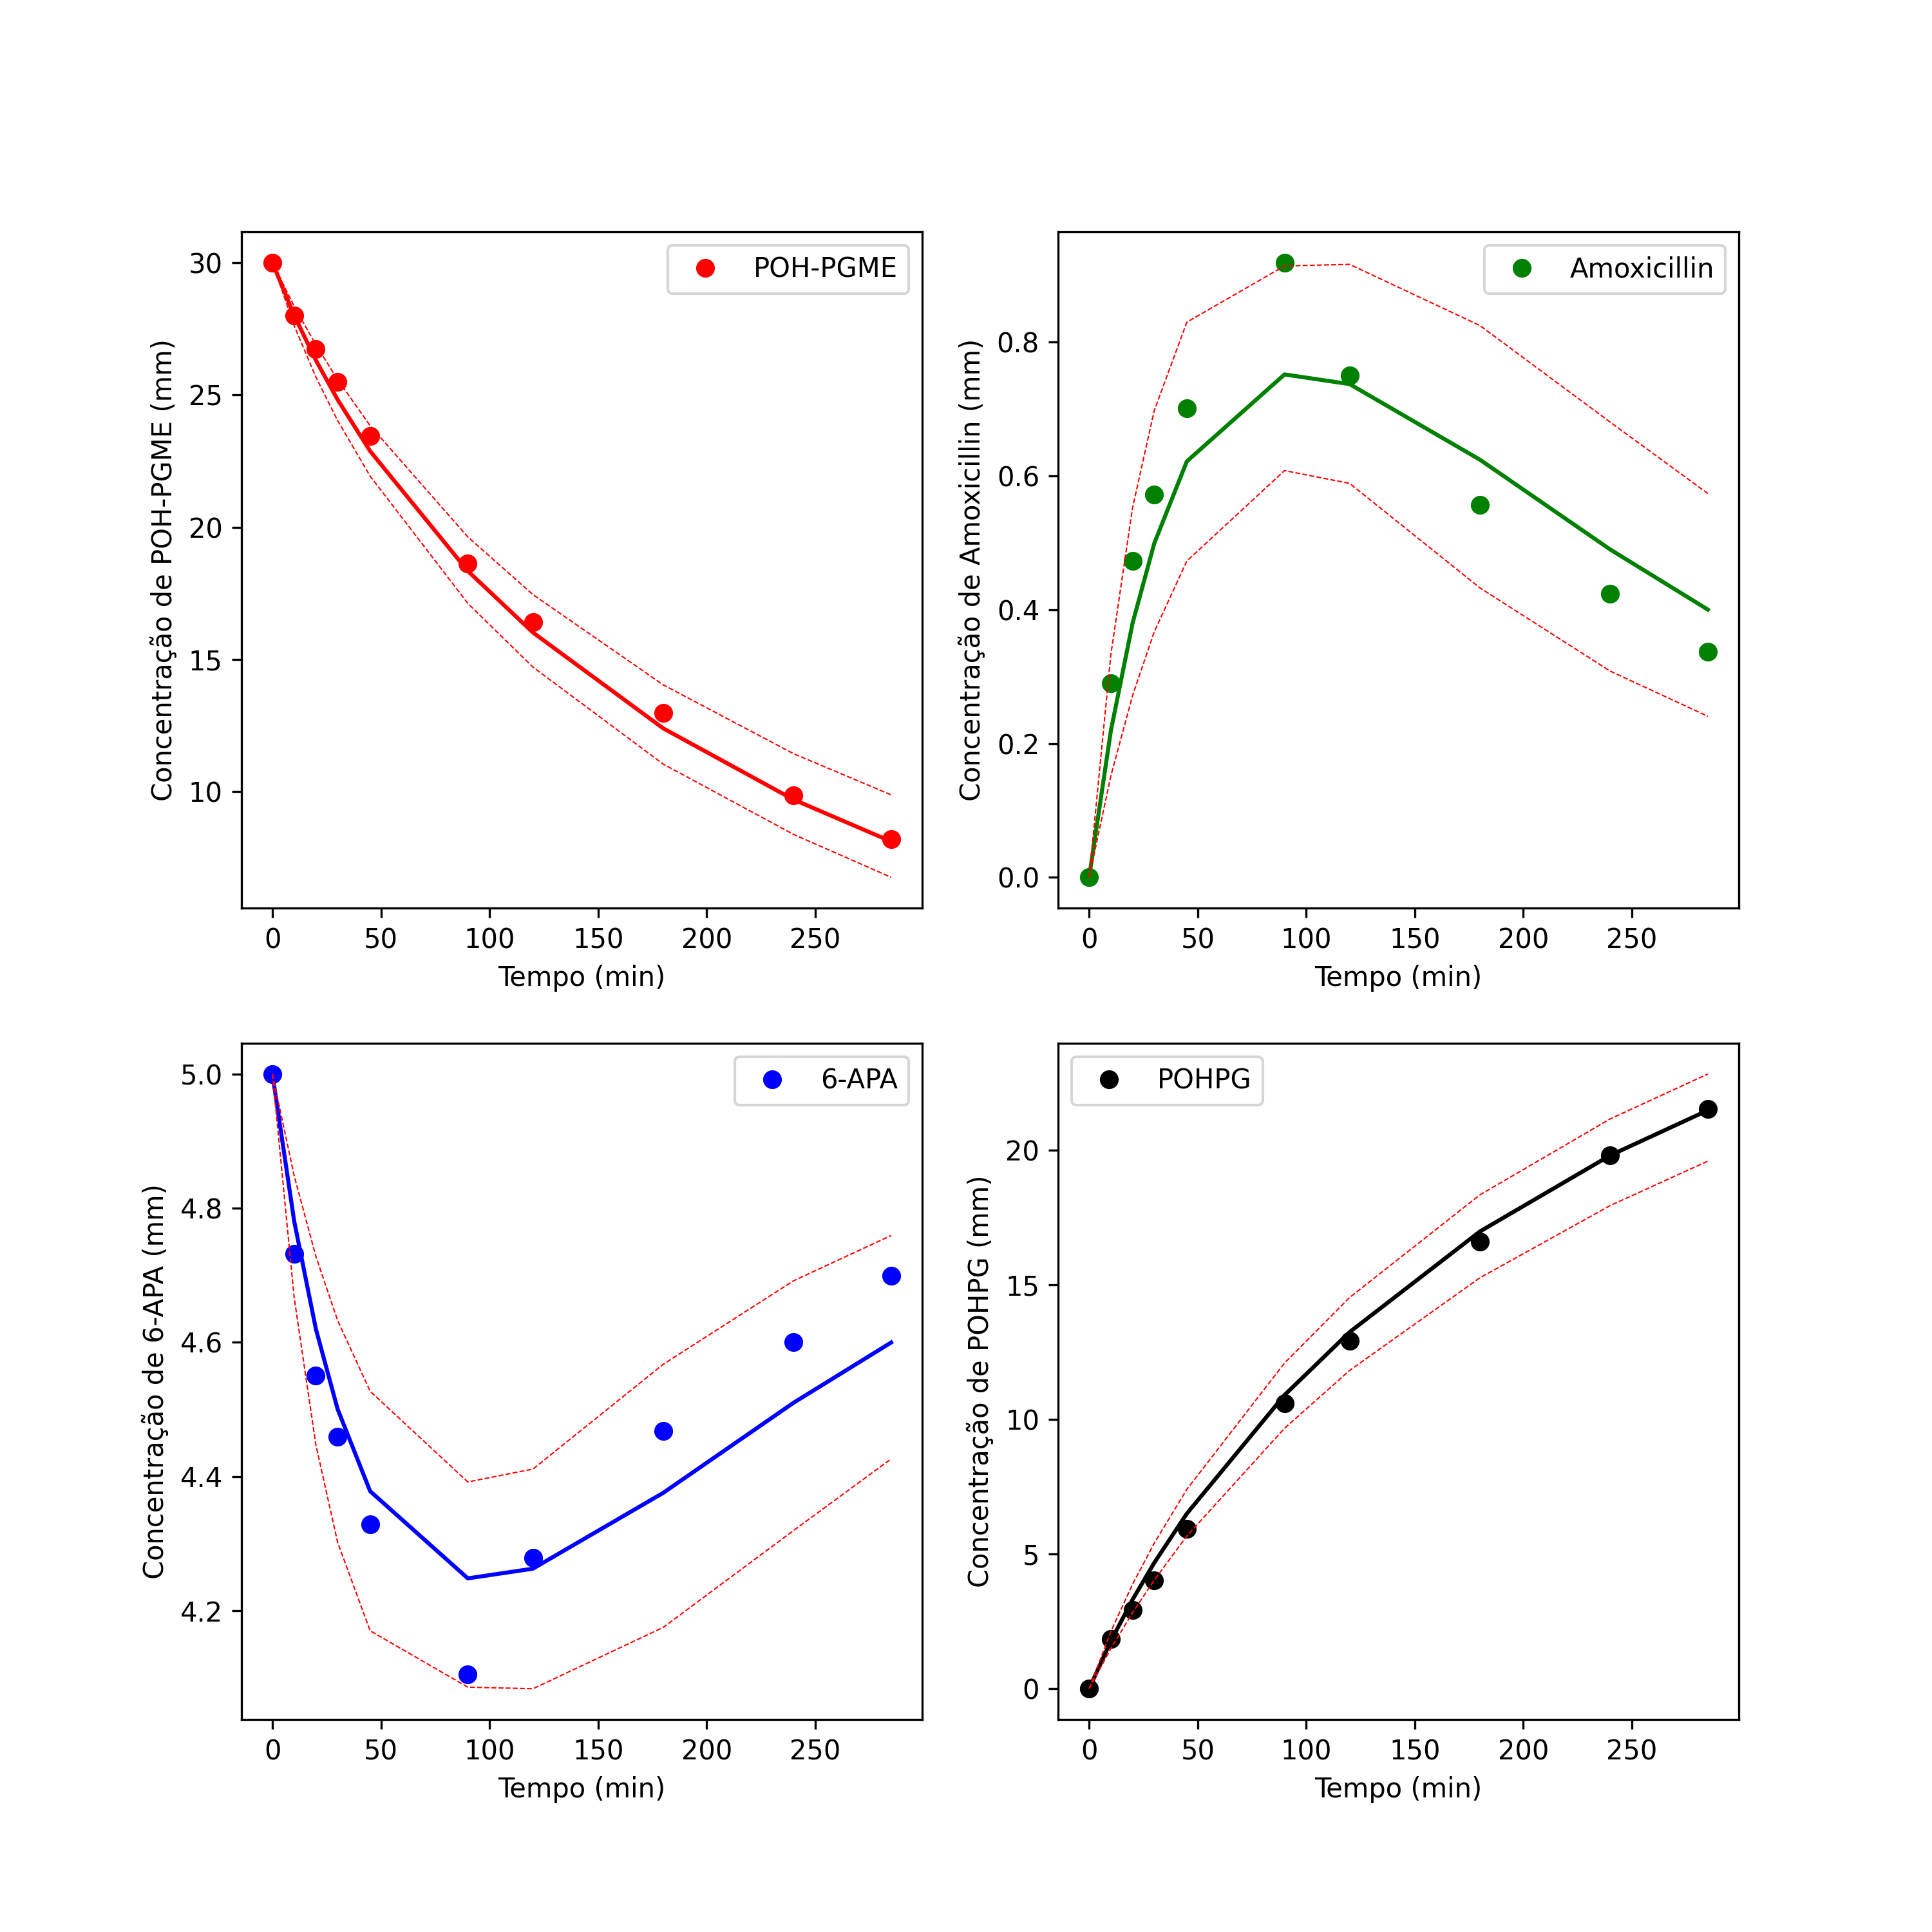 POH-PGME
Concentração de POH-PGME (mm)
30
25
20
15
10
0 50 100 150 200 250
Tempo (min)
Amoxicillin
Concentração de Amoxicillin (mm)
0.8
0.6
0.4
0.2
0.0
0 50 100 150 200 250
Tempo (min)
6-APA
Concentração de 6-APA (mm)
5.0
4.8
4.6
4.4
4.2
0 50 100 150 200 250
Tempo (min)
POHPG
Concentração de POHPG (mm)
20
15
10
5
0
0 50 100 150 200 250
Tempo (min)